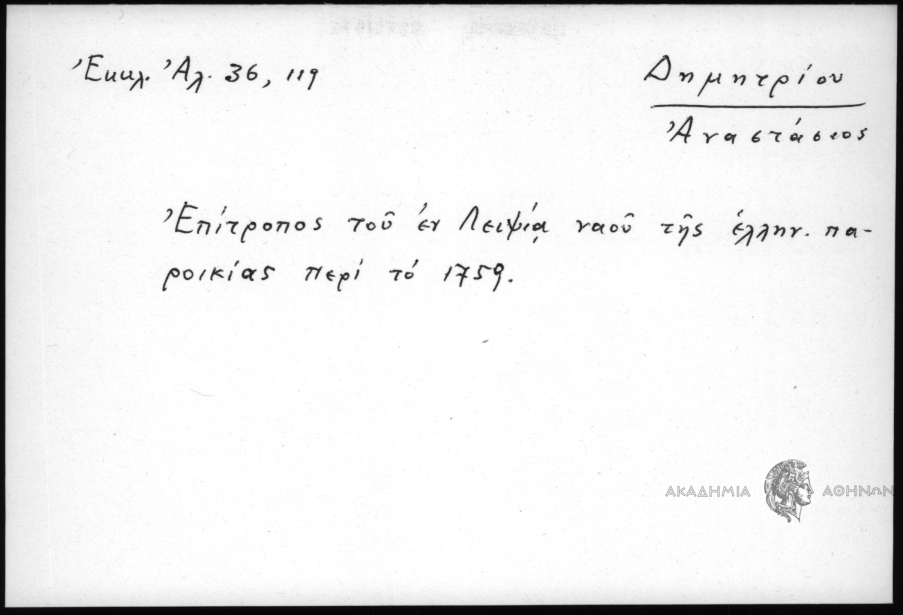 Ἐκκλ. Ἀλ. 36, 119
Δημητρίου
Ἀναστάσιος
Ἐπίτροπος τοῦ ἐν Λειψίᾳ ναοῦ τῆς ἑλλην. πα-
ροικίας περί τό 1759.
ΑΚΑΔΗΜΙΑ ΑΘΗΝΩΝ